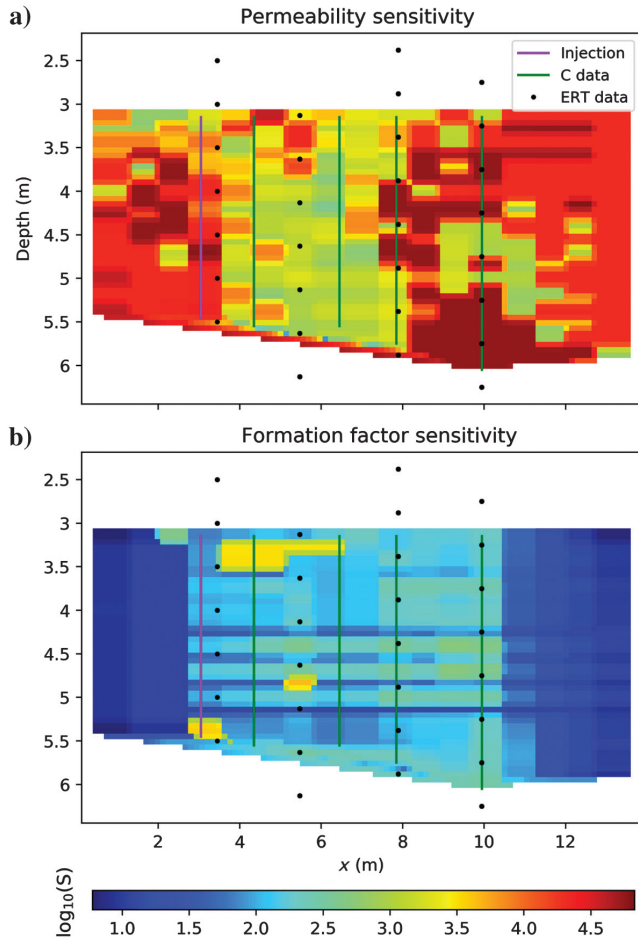 a)
Permeability sensitivity
Injection
C data
ERT data
2.5
3
3.5
4
4.5
5
5.5
6
Depth (m)
b)
Formation factor sensitivity
2.5
3
3.5
4
4.5
5
5.5
6
2 4 6 8 10 12
x (m)
log10(S)
1.0 1.5 2.0 2.5 3.0 3.5 4.0 4.5